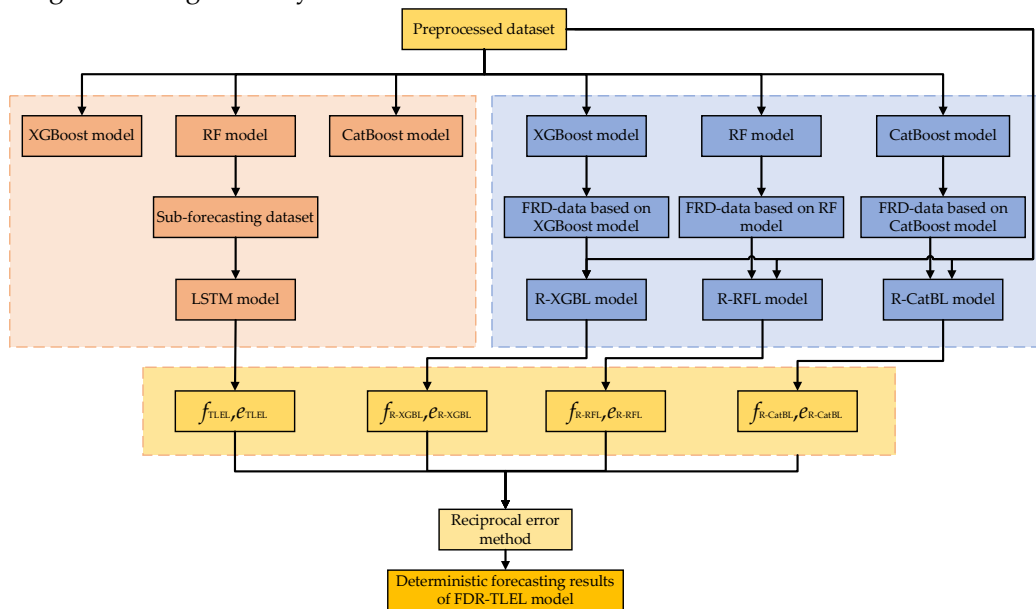 Preprocessed dataset
XGBoost model
RF model
CatBoost model
XGBoost model
RF model
CatBoost model
Sub-forecasting dataset
FRD-data based on
XGBoost model
FRD-data based on RF
model
FRD-data based on
CatBoost model
LSTM model
R-XGBL model
R-RFL model
R-CatBL model
fTLEL,eTLEL
fR-XGBL,eR-XGBL
fR-RFL,eR-RFL
fR-CatBL,eR-CatBL
Reciprocal error
method
Deterministic forecasting results
of FDR-TLEL model